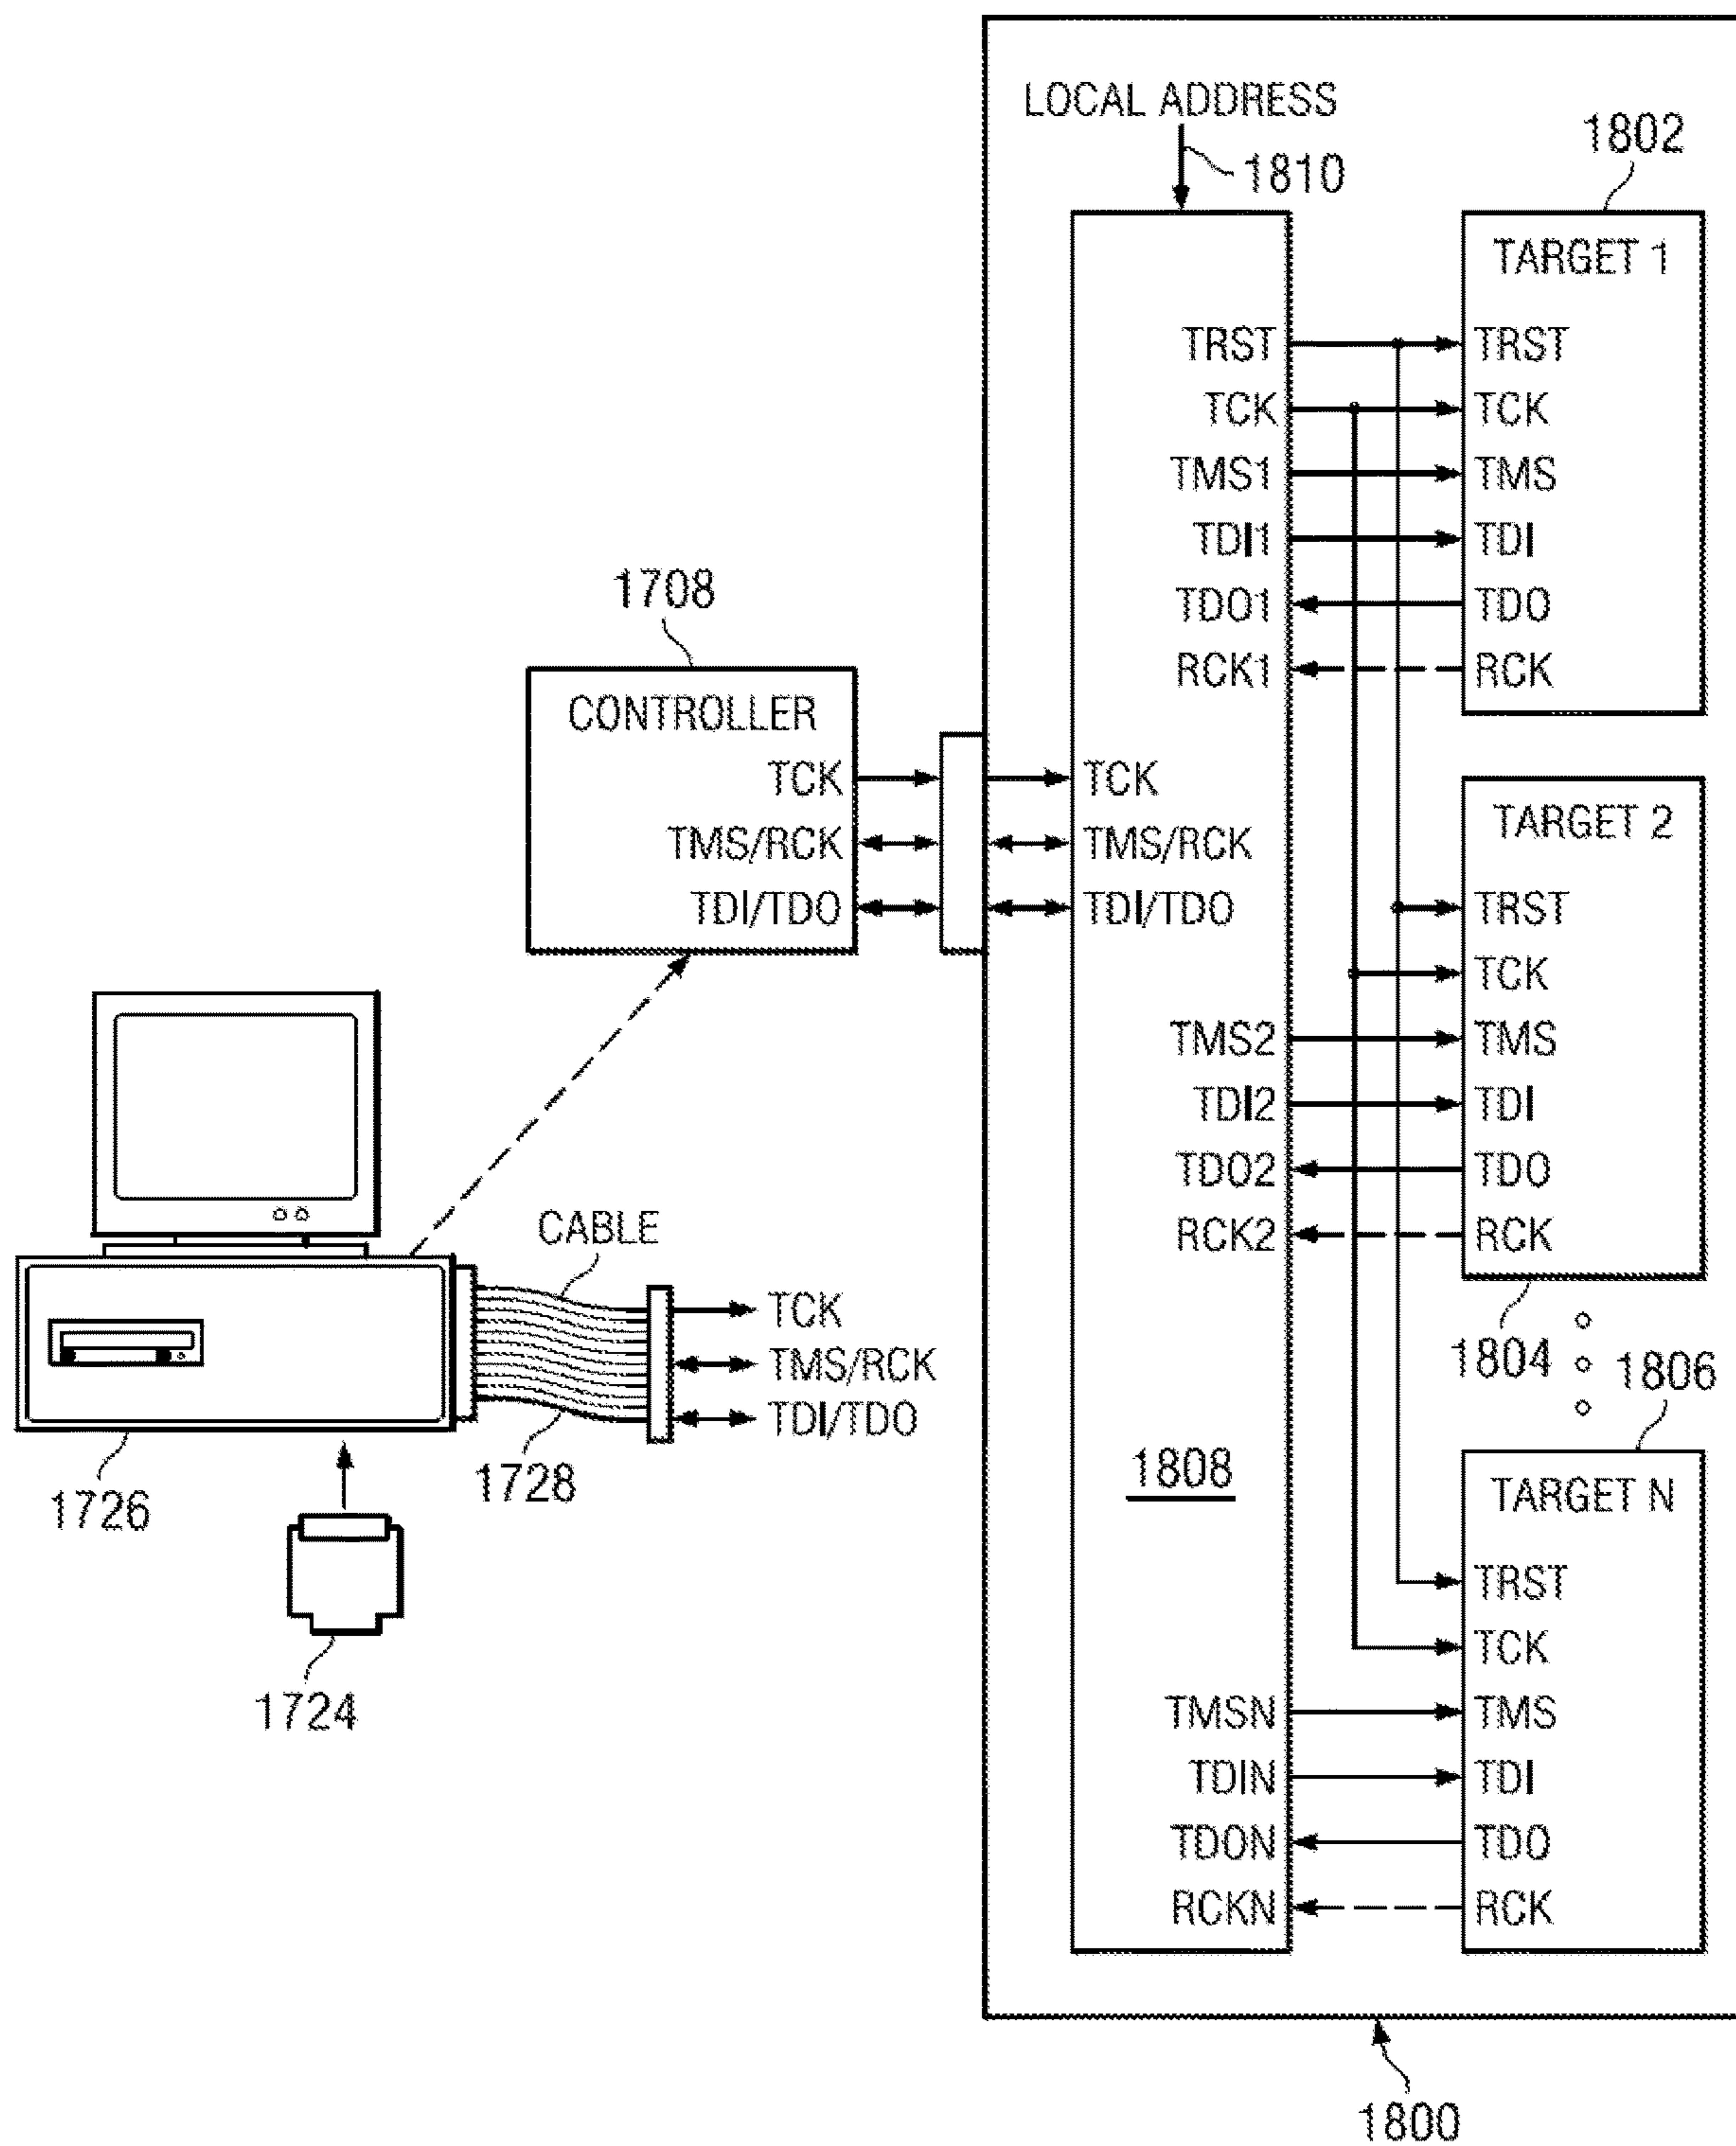 LOCAL ADDRESS
1810
1802
TARGET 1
TRST
TRST
TCK
TCK
TMS1
TMS
TDI1
TDI
TDO1
TDO
RCK1
RCK
1708
CONTROLLER
TCK
TCK
TMS/RCK
TMS/RCK
TDI/TDO
TDI/TDO
TARGET 2
TRST
TCK
TMS2
TMS
TDI2
TDI
TDO2
TDO
RCK2
RCK
1804
1806
CABLE
TCK
TMS/RCK
TDI/TDO
1728
1726
1724
1808
TARGET N
TRST
TCK
TMSN
TMS
TDIN
TDI
TDON
TDO
RCKN
RCK
1800